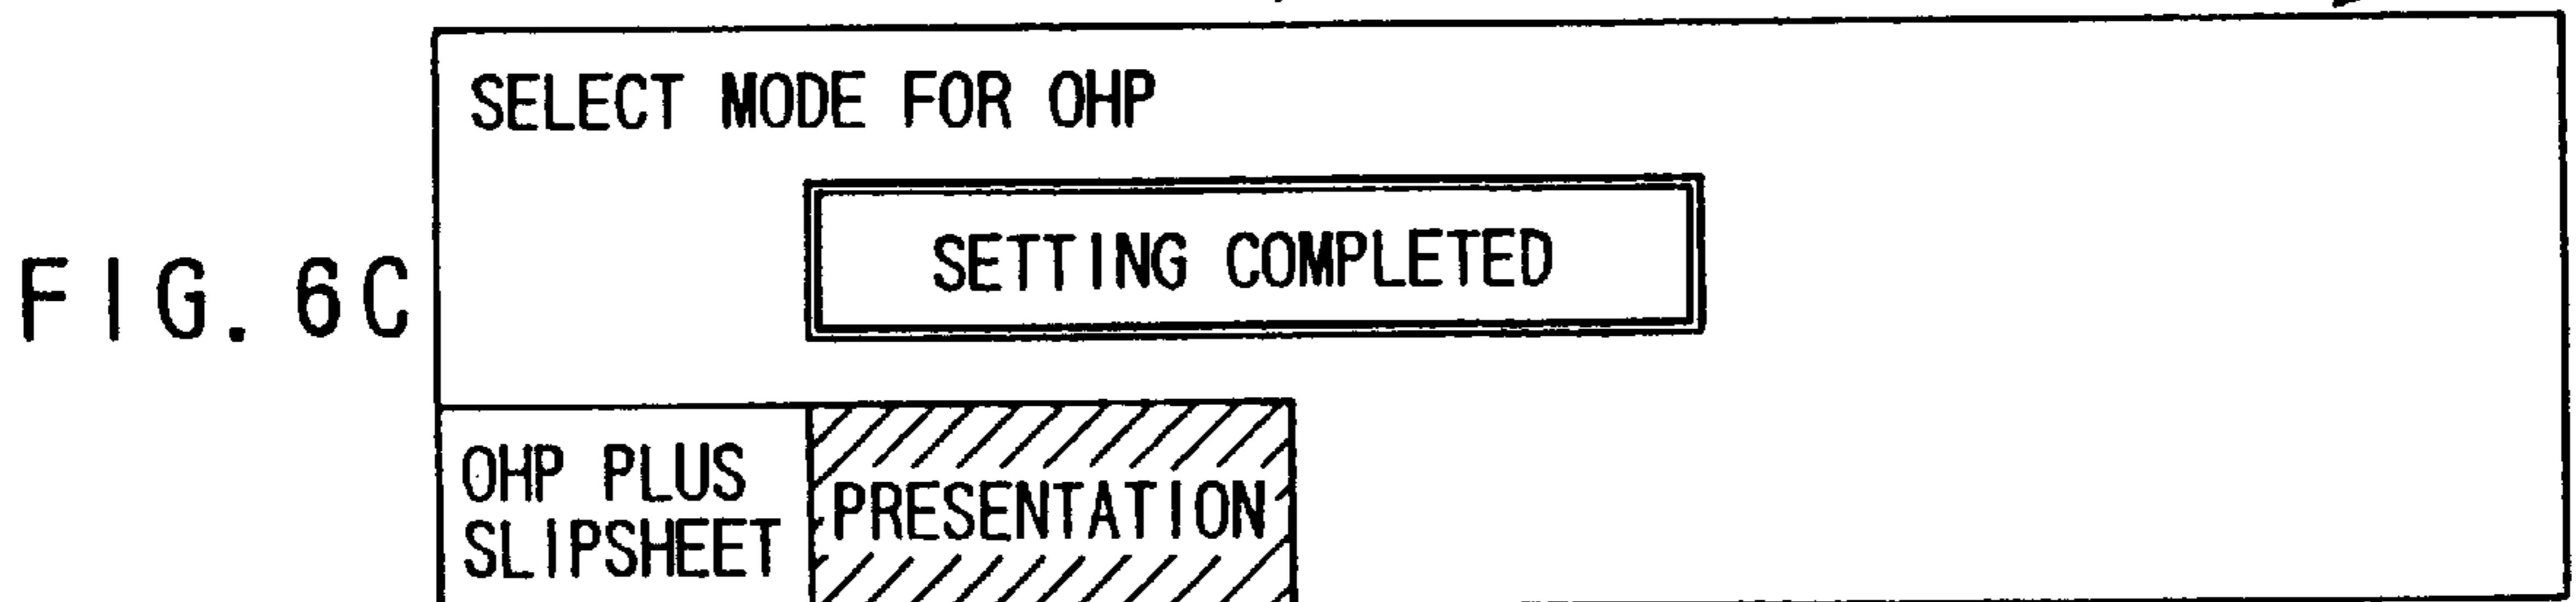 SELECT MODE FOR OHP
SETTING COMPLETED
FIG. 6C
OHP PLUS
SLIPSHEET
PRESENTATION